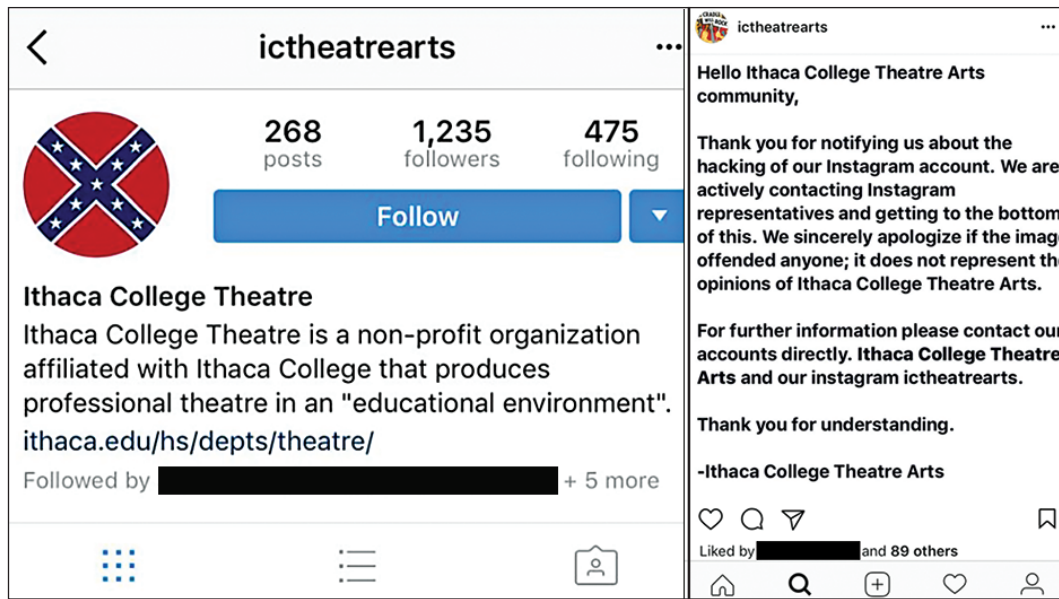 ictheatrearts
268 1,235 475
posts followers following
Follow
Ithaca College Theatre
Ithaca College Theatre is a non-profit organization
affiliated with Ithaca College that produces
professional theatre in an "educational environment".
ithaca.edu/hs/depts/theatre/
Followed by + 5 more
CRADLE
WILL ROCK
ictheatrearts
Hello Ithaca College Theatre Arts
community,
Thank you for notifying us about the
hacking of our Instagram account. We are
actively contacting Instagram
representatives and getting to the bottom
of this. We sincerely apologize if the image
offended anyone; it does not represent the
opinions of Ithaca College Theatre Arts.
For further information please contact our
accounts directly. Ithaca College Theatre
Arts and our instagram ictheatrearts.
Thank you for understanding.
-Ithaca College Theatre Arts
Liked by and 89 others